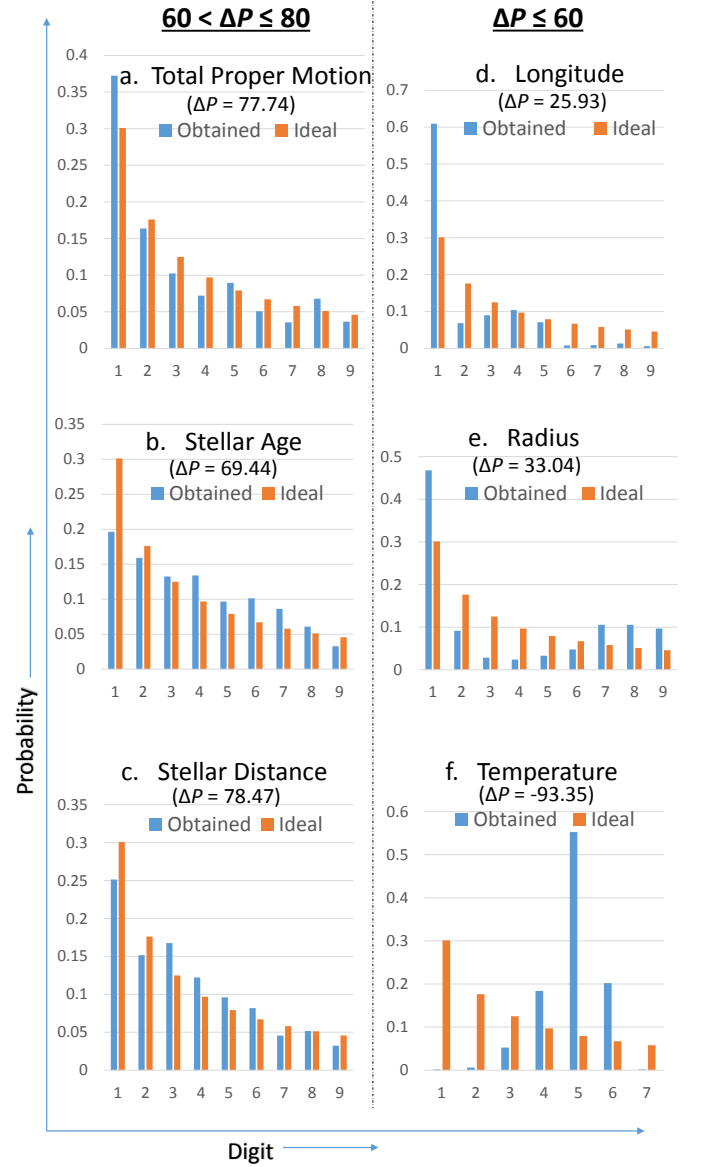 60 < ΔP ≤ 80
ΔP ≤ 60
a. Total Proper Motion
(ΔP = 77.74)
Obtained Ideal
0.4
0.35
0.3
0.25
0.2
0.15
0.1
0.05
0
1 2 3 4 5 6 7 8 9
d. Longitude
(ΔP = 25.93)
Obtained Ideal
0.7
0.6
0.5
0.4
0.3
0.2
0.1
0
1 2 3 4 5 6 7 8 9
b. Stellar Age
(ΔP = 69.44)
Obtained Ideal
0.35
0.3
0.25
0.2
0.15
0.1
0.05
0
1 2 3 4 5 6 7 8 9
e. Radius
(ΔP = 33.04)
Obtained Ideal
0.5
0.4
0.3
0.2
0.1
0
1 2 3 4 5 6 7 8 9
c. Stellar Distance
(ΔP = 78.47)
Obtained Ideal
0.35
0.3
0.25
0.2
0.15
0.1
0.05
0
1 2 3 4 5 6 7 8 9
f. Temperature
(ΔP = -93.35)
Obtained Ideal
0.6
0.5
0.4
0.3
0.2
0.1
0
1 2 3 4 5 6 7
Probability
Digit